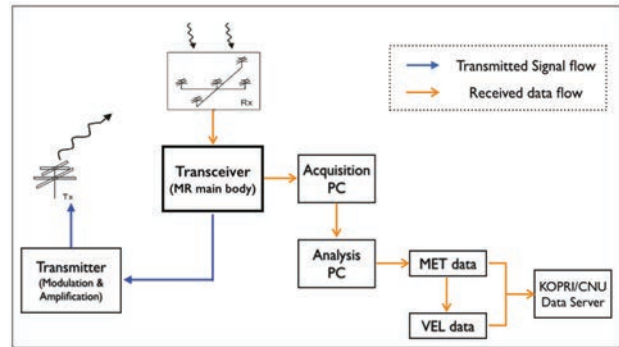 Rx
Transmitted Signal flow
Received data flow
Transceiver
(MR main body)
Acquisition
PC
Tx
Transmitter
(Modulation &
Amplification)
Analysis
PC
MET data
VEL data
KOPRI/CNU
Data Server